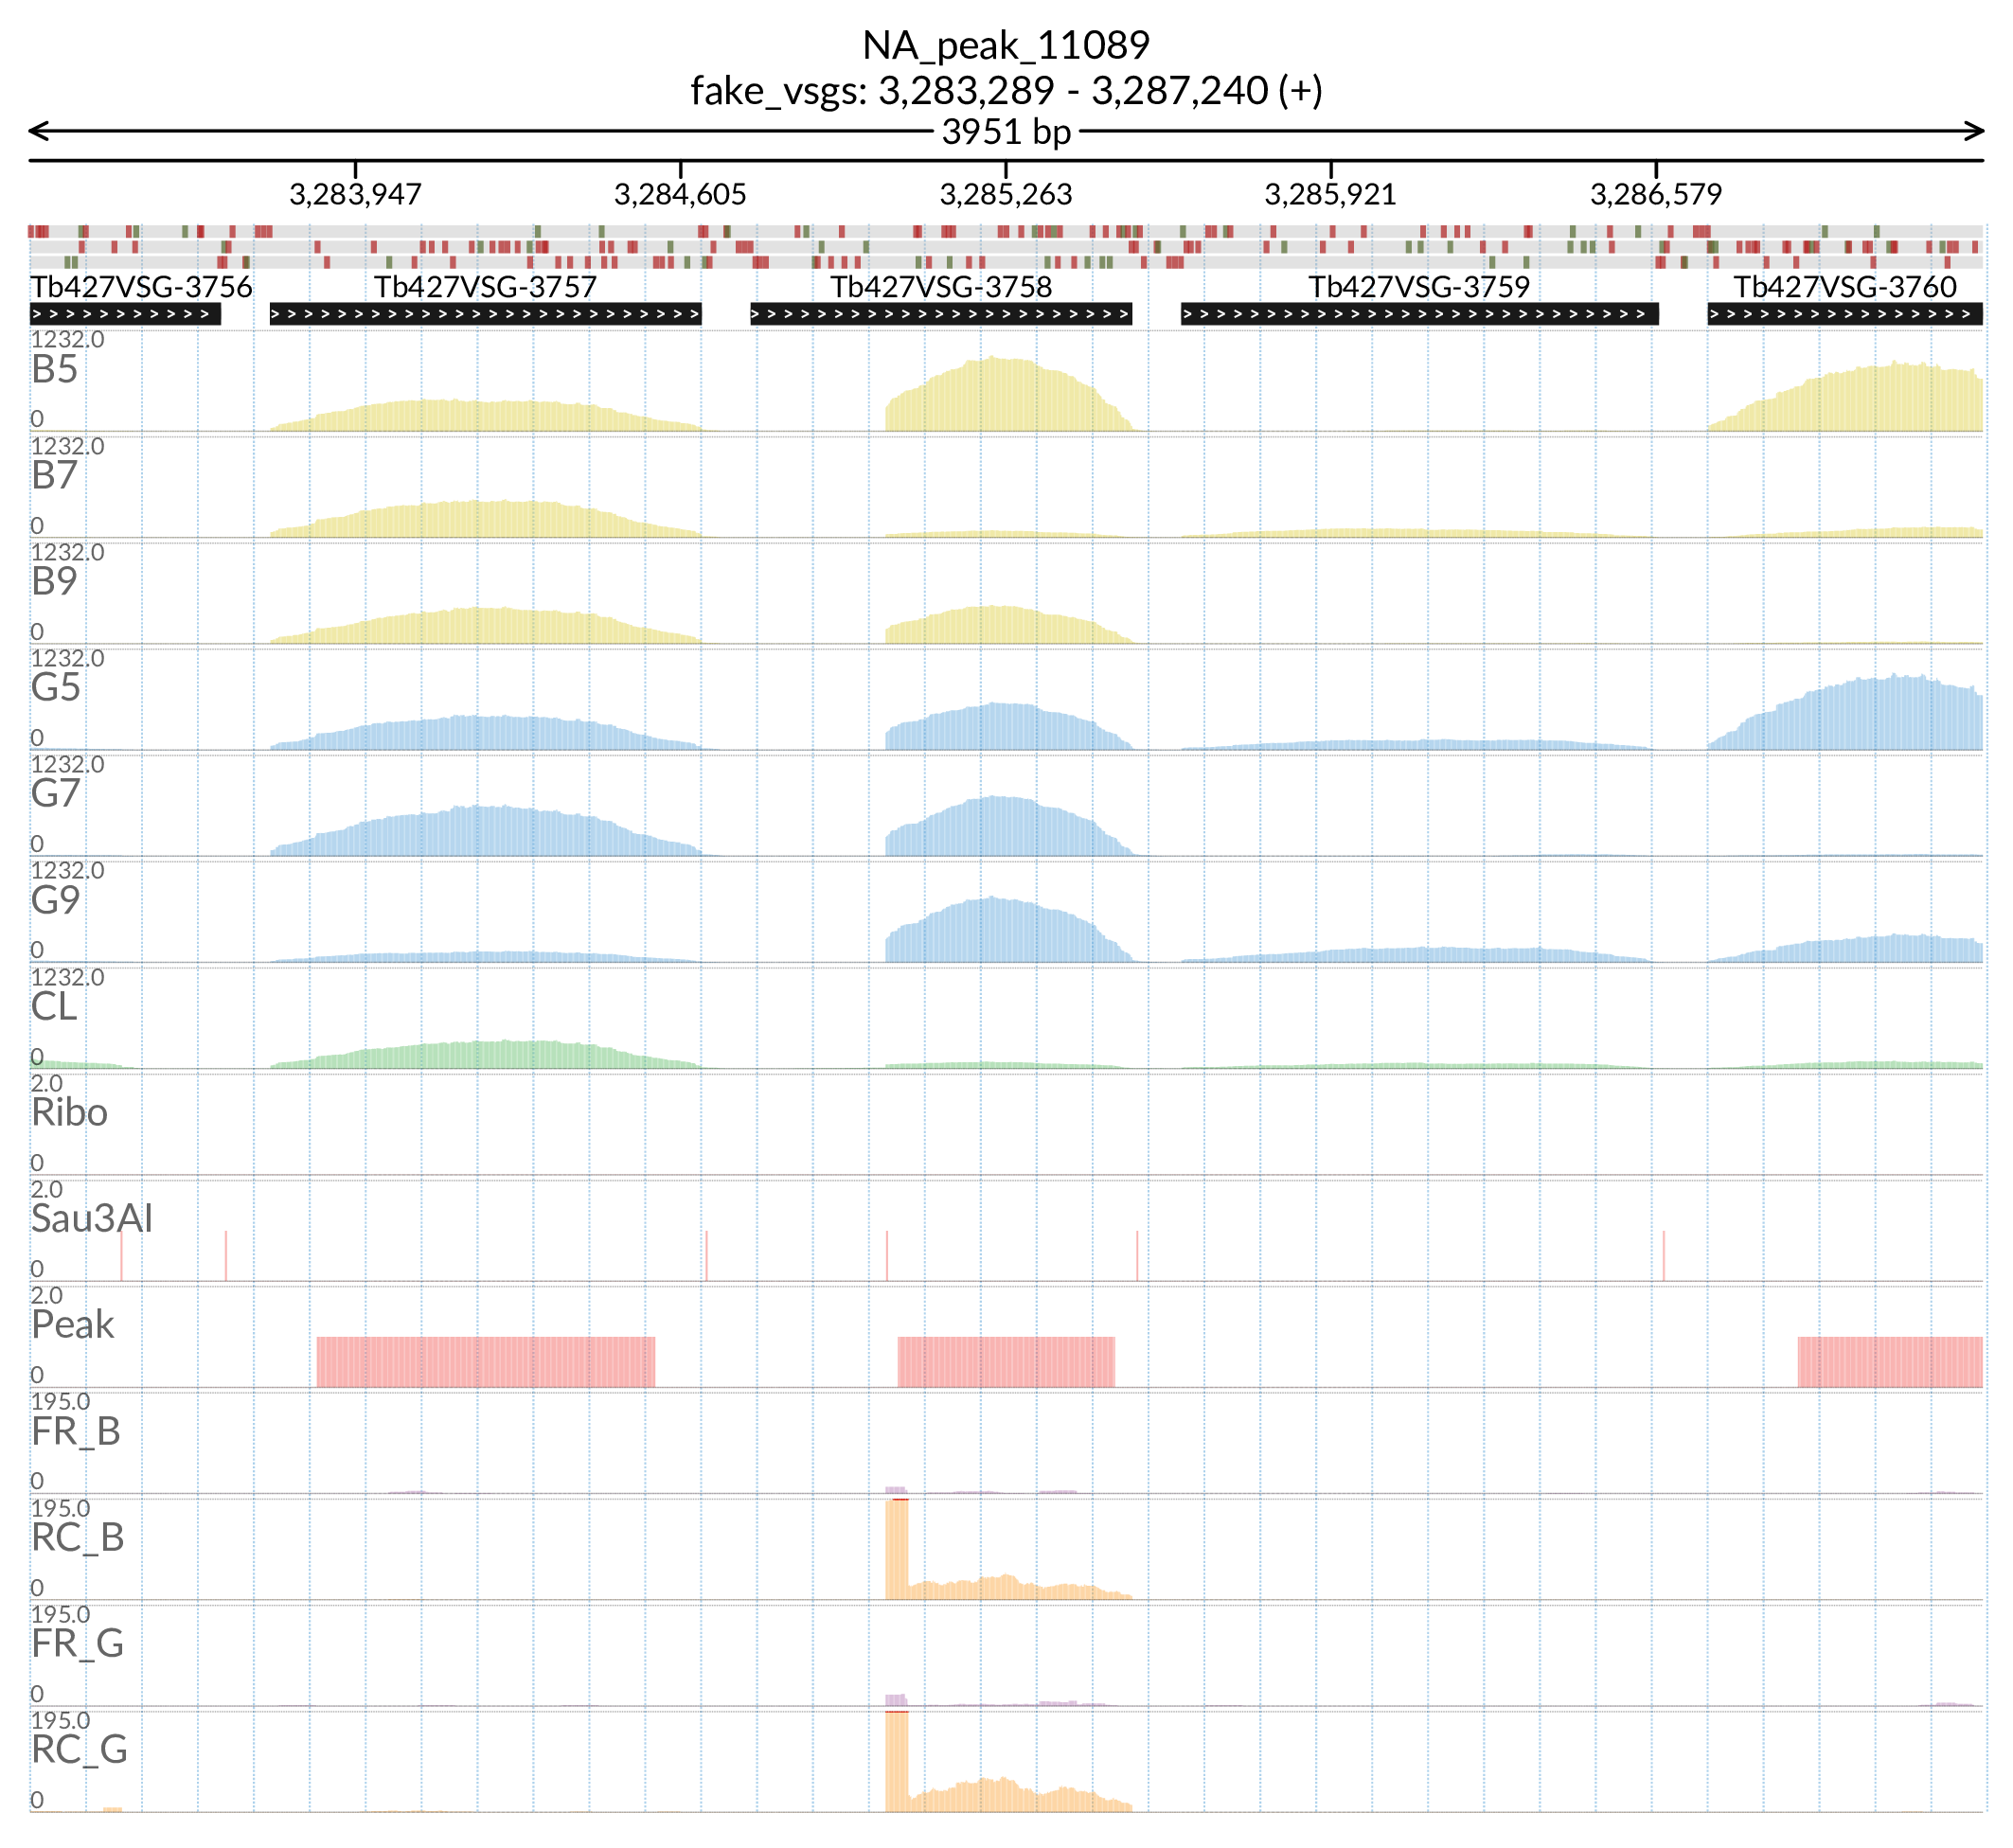 NA_peak_11089
fake_vsgs: 3,283,289 - 3,287,240 (+)
3951 bp
3,283,947 3,284,605 3,285,263 3,285,921 3,286,579
Tb427VSG-3756 Tb427VSG-3757 Tb427VSG-3758 Tb427VSG-3759 Tb427VSG-3760
1232.0
B5
0
1232.0
B7
0
1232.0
B9
0
1232.0
G5
0
1232.0
G7
0
1232.0
G9
0
1232.0
CL
0
2.0
Ribo
0
2.0
Sau3AI
0
2.0
Peak
0
195.0
FR_B
0
195.0
RC_B
0
195.0
FR_G
0
195.0
RC_G
0